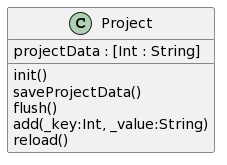 C Project
projectData : [Int : String]
init()
saveProjectData()
flush()
add(_key:Int, _value:String)
reload()